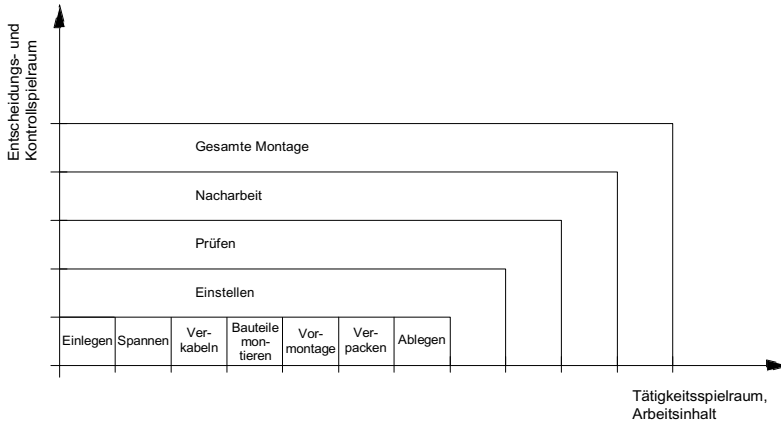 Entscheidungs- und
Kontrollspielraum
Gesamte Montage
Nacharbeit
Prüfen
Einstellen
Einlegen
Spannen
Ver-
kabeln
Bauteile
mon-
tieren
Vor-
montage
Ver-
packen
Ablegen
Tätigkeitsspielraum,
Arbeitsinhalt